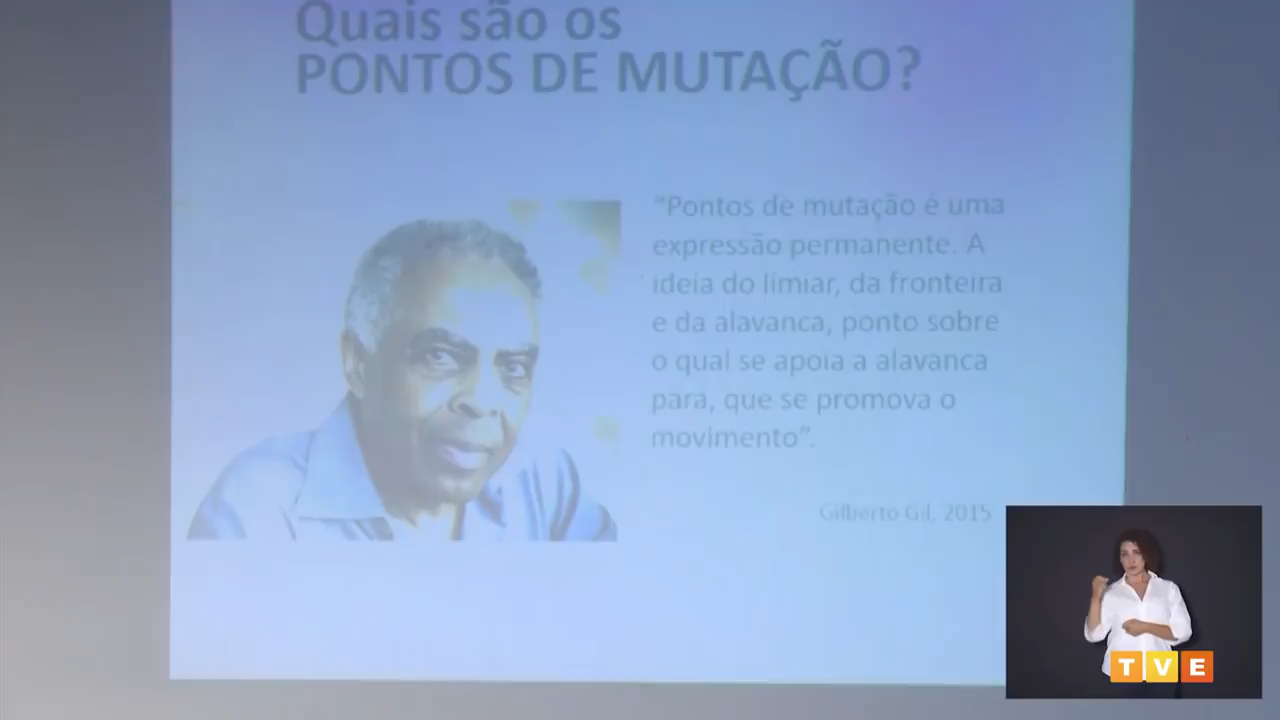 Quais são os
PONTOS DE MUTAÇÃO?
“Pontos de mutação é uma
expressão permanente. A
ideia do limiar, da fronteira
e da alavanca, ponto sobre
o qual se apoia a alavanca
para, que se promova o
movimento”.
Gilberto Gil, 2015
TVE